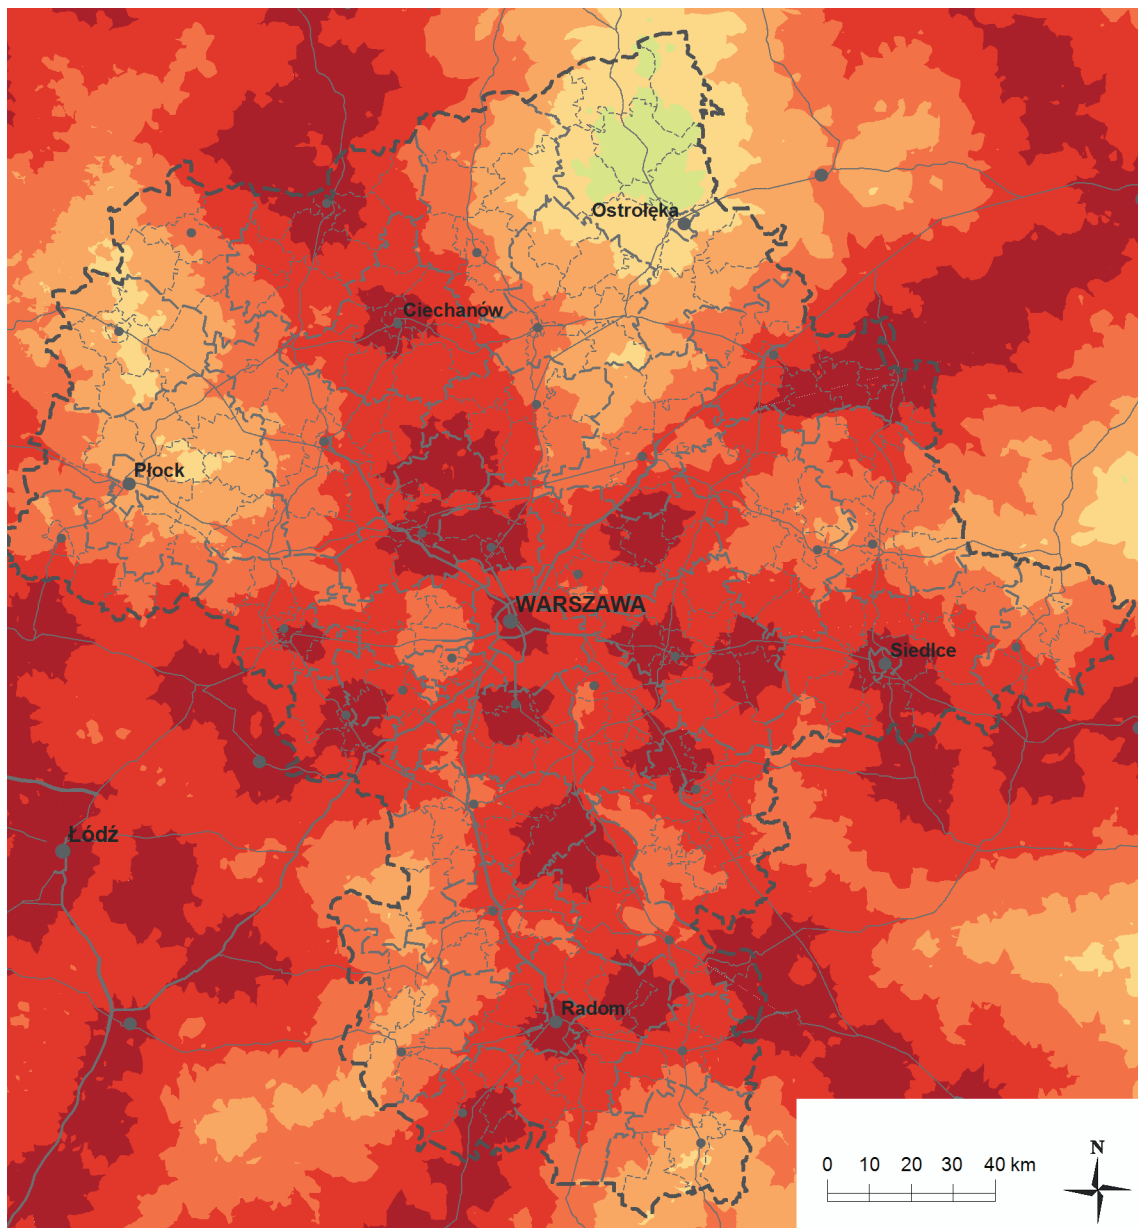 Ostrołęka
Ciechanów
Płock
WARSZAWA
Siedlce
Łódź
Radom
N
0 10 20 30 40 km